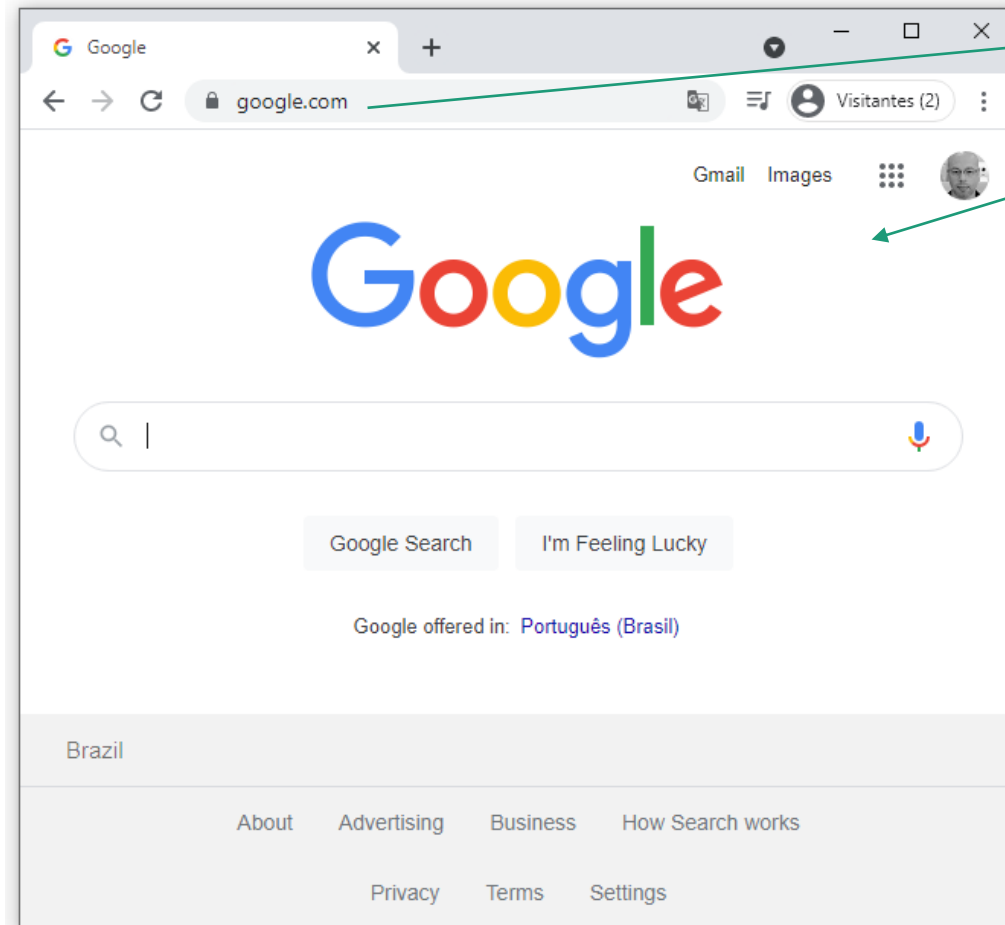 Google
google.com
Visitantes (2)
Gmail Images
Google
Google Search I'm Feeling Lucky
Google offered in: Português (Brasil)
Brazil
About Advertising Business How Search works
Privacy Terms Settings